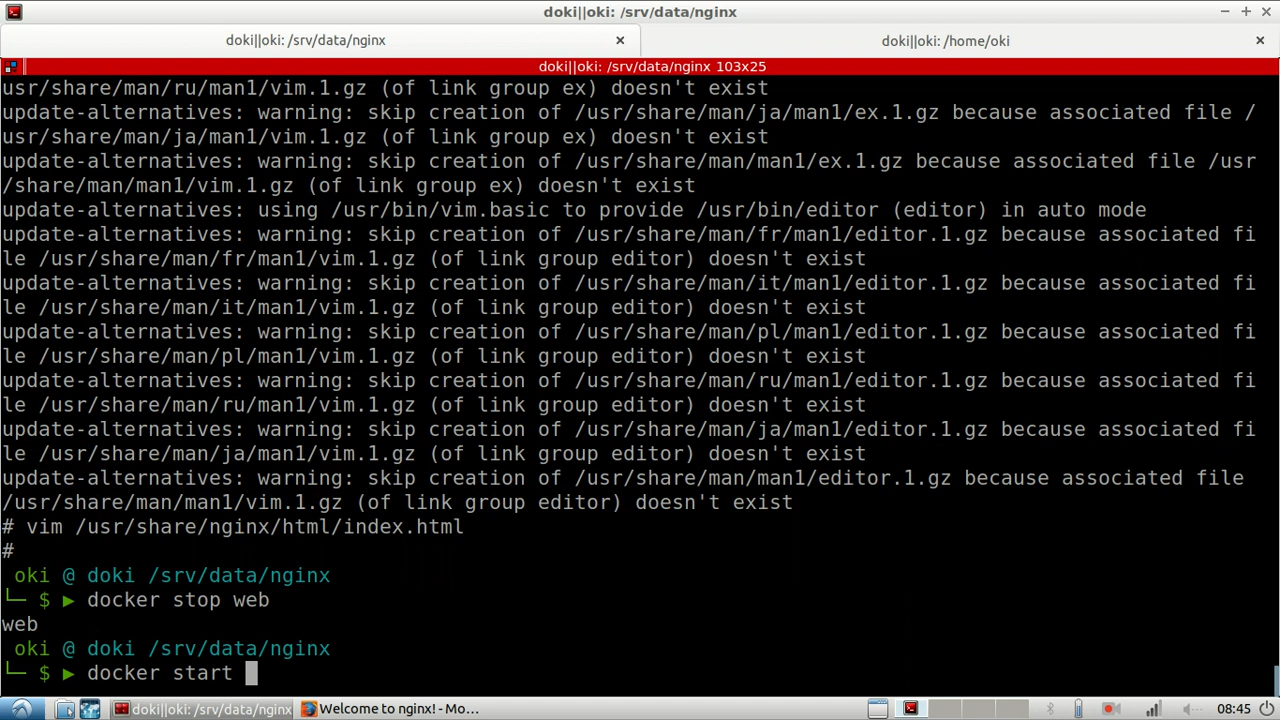 doki||oki: /srv/data/nginx
doki||oki: /srv/data/nginx
doki||oki: /home/oki
doki||oki: /srv/data/nginx 103x25
usr/share/man/ru/man1/vim.1.gz (of link group ex) doesn't exist
update-alternatives: warning: skip creation of /usr/share/man/ja/man1/ex.1.gz because associated file /
usr/share/man/ja/man1/vim.1.gz (of link group ex) doesn't exist
update-alternatives: warning: skip creation of /usr/share/man/man1/ex.1.gz because associated file /usr
/share/man/man1/vim.1.gz (of link group ex) doesn't exist
update-alternatives: using /usr/bin/vim.basic to provide /usr/bin/editor (editor) in auto mode
update-alternatives: warning: skip creation of /usr/share/man/fr/man1/editor.1.gz because associated fi
le /usr/share/man/fr/man1/vim.1.gz (of link group editor) doesn't exist
update-alternatives: warning: skip creation of /usr/share/man/it/man1/editor.1.gz because associated fi
le /usr/share/man/it/man1/vim.1.gz (of link group editor) doesn't exist
update-alternatives: warning: skip creation of /usr/share/man/pl/man1/editor.1.gz because associated fi
le /usr/share/man/pl/man1/vim.1.gz (of link group editor) doesn't exist
update-alternatives: warning: skip creation of /usr/share/man/ru/man1/editor.1.gz because associated fi
le /usr/share/man/ru/man1/vim.1.gz (of link group editor) doesn't exist
update-alternatives: warning: skip creation of /usr/share/man/ja/man1/editor.1.gz because associated fi
le /usr/share/man/ja/man1/vim.1.gz (of link group editor) doesn't exist
update-alternatives: warning: skip creation of /usr/share/man/man1/editor.1.gz because associated file
/usr/share/man/man1/vim.1.gz (of link group editor) doesn't exist
# vim /usr/share/nginx/html/index.html
#
oki @ doki /srv/data/nginx
└─ $ ▶ docker stop web
web
oki @ doki /srv/data/nginx
└─ $ ▶ docker start
doki||oki: /srv/data/nginx
Welcome to nginx! - Mo...
08:45